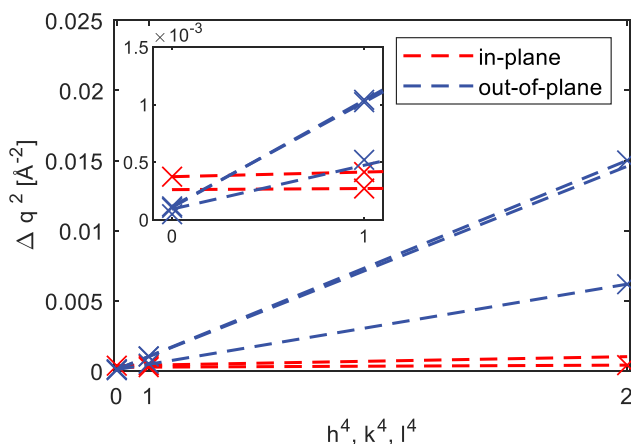 0.025
0.02
0.015
0.01
0.005
0
Δ q ² [Å⁻²]
1.5 ×10⁻³
1
0.5
0
0 1
in-plane
out-of-plane
0 1 2
h⁴, k⁴, l⁴